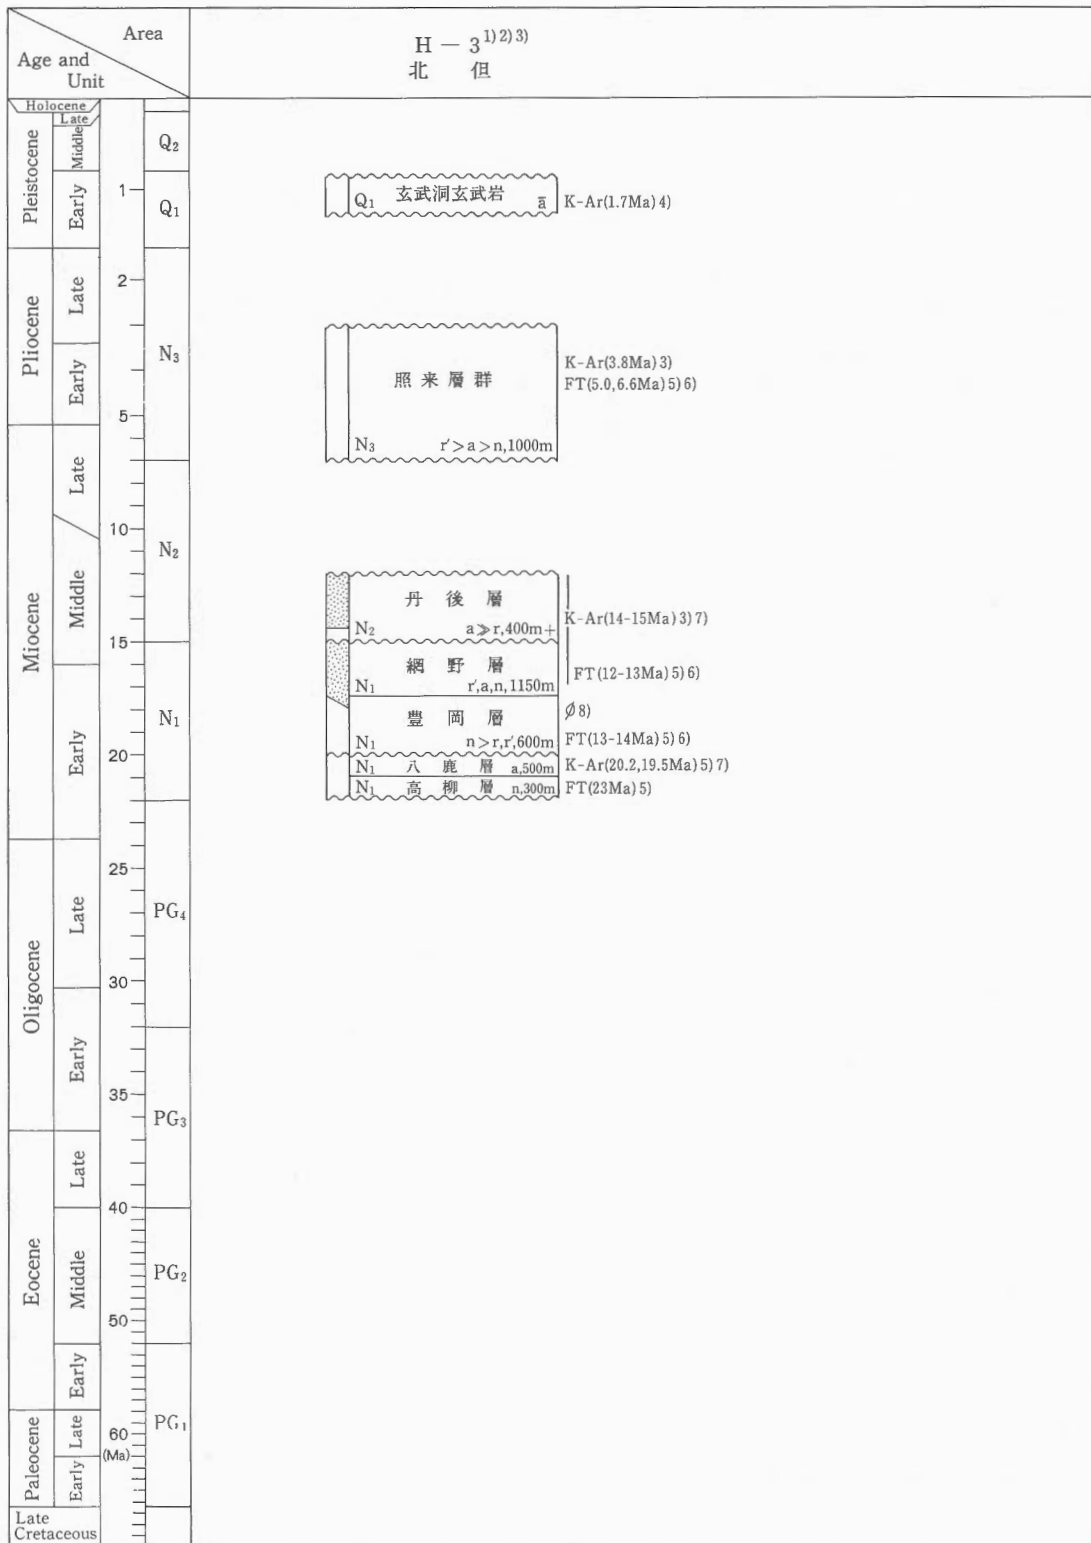 Area
Age and
Unit
H − 3 1) 2) 3)
北 但
Holocene
Late
Pleistocene
Middle
Early
Pliocene
Late
Early
Miocene
Late
Middle
Early
Oligocene
Late
Early
Eocene
Late
Middle
Early
Paleocene
Late
Early
Late
Cretaceous
1
2
5
10
15
20
25
30
35
40
50
60
(Ma)
Q₂
Q₁
N₃
N₂
N₁
PG₄
PG₃
PG₂
PG₁
Q₁ 玄武洞玄武岩 ā K-Ar(1.7Ma) 4)
照来層群
N₃ r′>a>n,1000m
K-Ar(3.8Ma) 3)
FT(5.0,6.6Ma) 5) 6)
丹後層
N₂ a≫r,400m+
K-Ar(14-15Ma) 3) 7)
網野層
N₁ r′,a,n,1150m
FT(12-13Ma) 5) 6)
豊岡層
N₁ n>r,r′,600m
Ø 8)
FT(13-14Ma) 5) 6)
N₁ 八鹿層 a,500m K-Ar(20.2,19.5Ma) 5) 7)
N₁ 高柳層 n,300m FT(23Ma) 5)